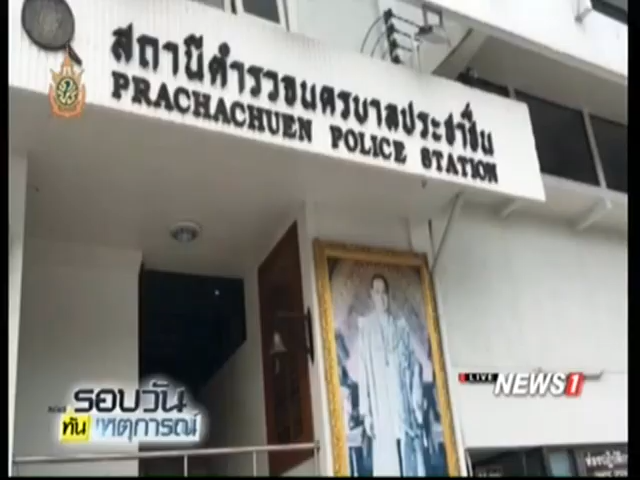 สถานีตำรวจนครบาลประชาชื่น
PRACHACHUEN POLICE STATION
LIVE NEWS1
รอบวัน
ทัน เหตุการณ์